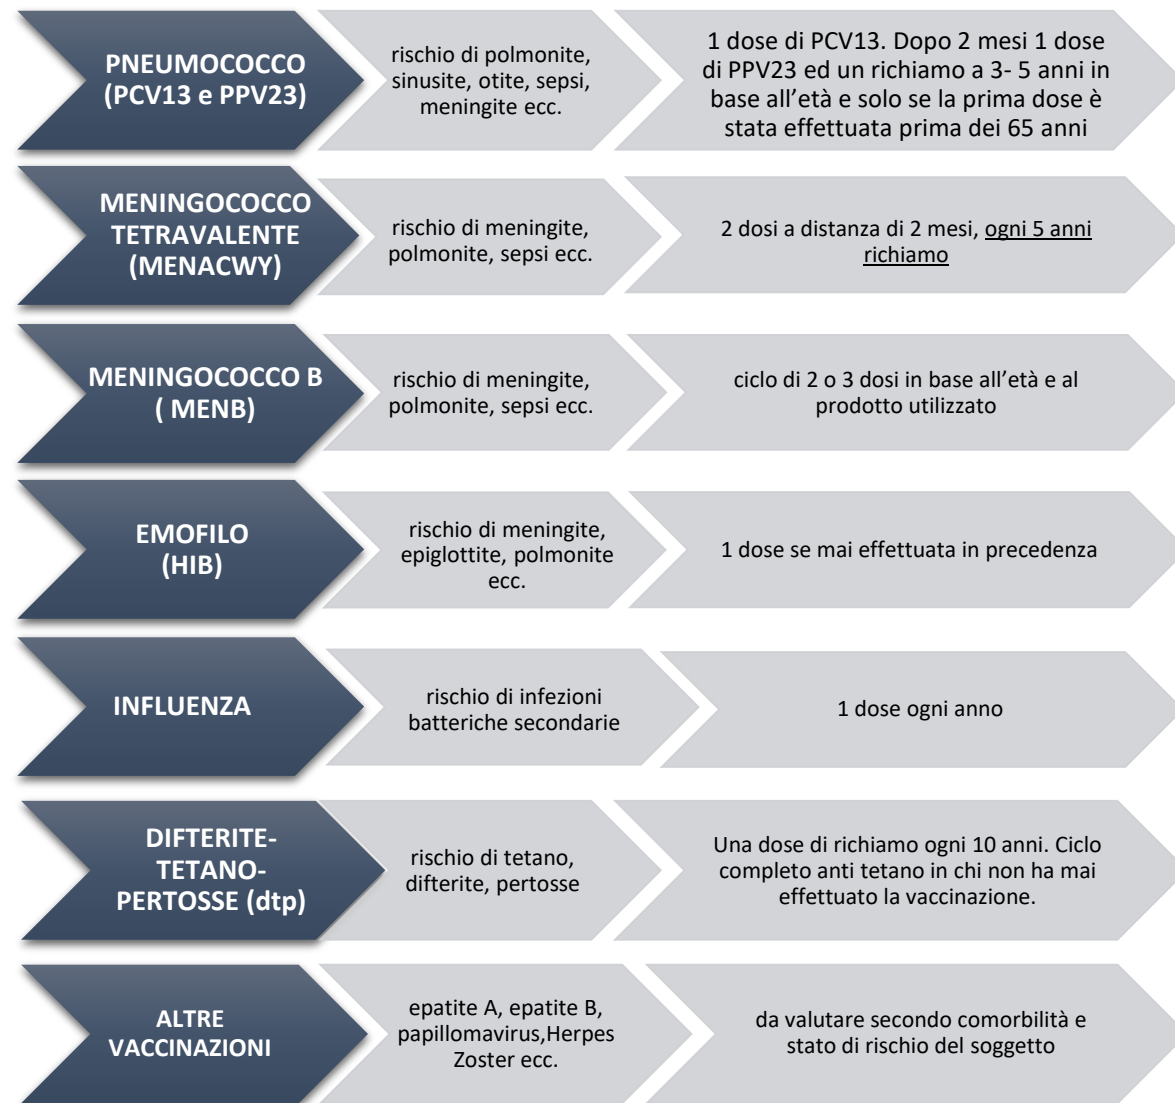 PNEUMOCOCCO
(PCV13 e PPV23)
rischio di polmonite,
sinusite, otite, sepsi,
meningite ecc.
1 dose di PCV13. Dopo 2 mesi 1 dose
di PPV23 ed un richiamo a 3- 5 anni in
base all'età e solo se la prima dose è
stata effettuata prima dei 65 anni
MENINGOCOCCO
TETRAVALENTE
(MENACWY)
rischio di meningite,
polmonite, sepsi ecc.
2 dosi a distanza di 2 mesi, ogni 5 anni
richiamo
MENINGOCOCCO B
( MENB)
rischio di meningite,
polmonite, sepsi ecc.
ciclo di 2 o 3 dosi in base all'età e al
prodotto utilizzato
EMOFILO
(HIB)
rischio di meningite,
epiglottite, polmonite
ecc.
1 dose se mai effettuata in precedenza
INFLUENZA
rischio di infezioni
batteriche secondarie
1 dose ogni anno
DIFTERITE-
TETANO-
PERTOSSE (dtp)
rischio di tetano,
difterite, pertosse
Una dose di richiamo ogni 10 anni. Ciclo
completo anti tetano in chi non ha mai
effettuato la vaccinazione.
ALTRE
VACCINAZIONI
epatite A, epatite B,
papillomavirus,Herpes
Zoster ecc.
da valutare secondo comorbilità e
stato di rischio del soggetto